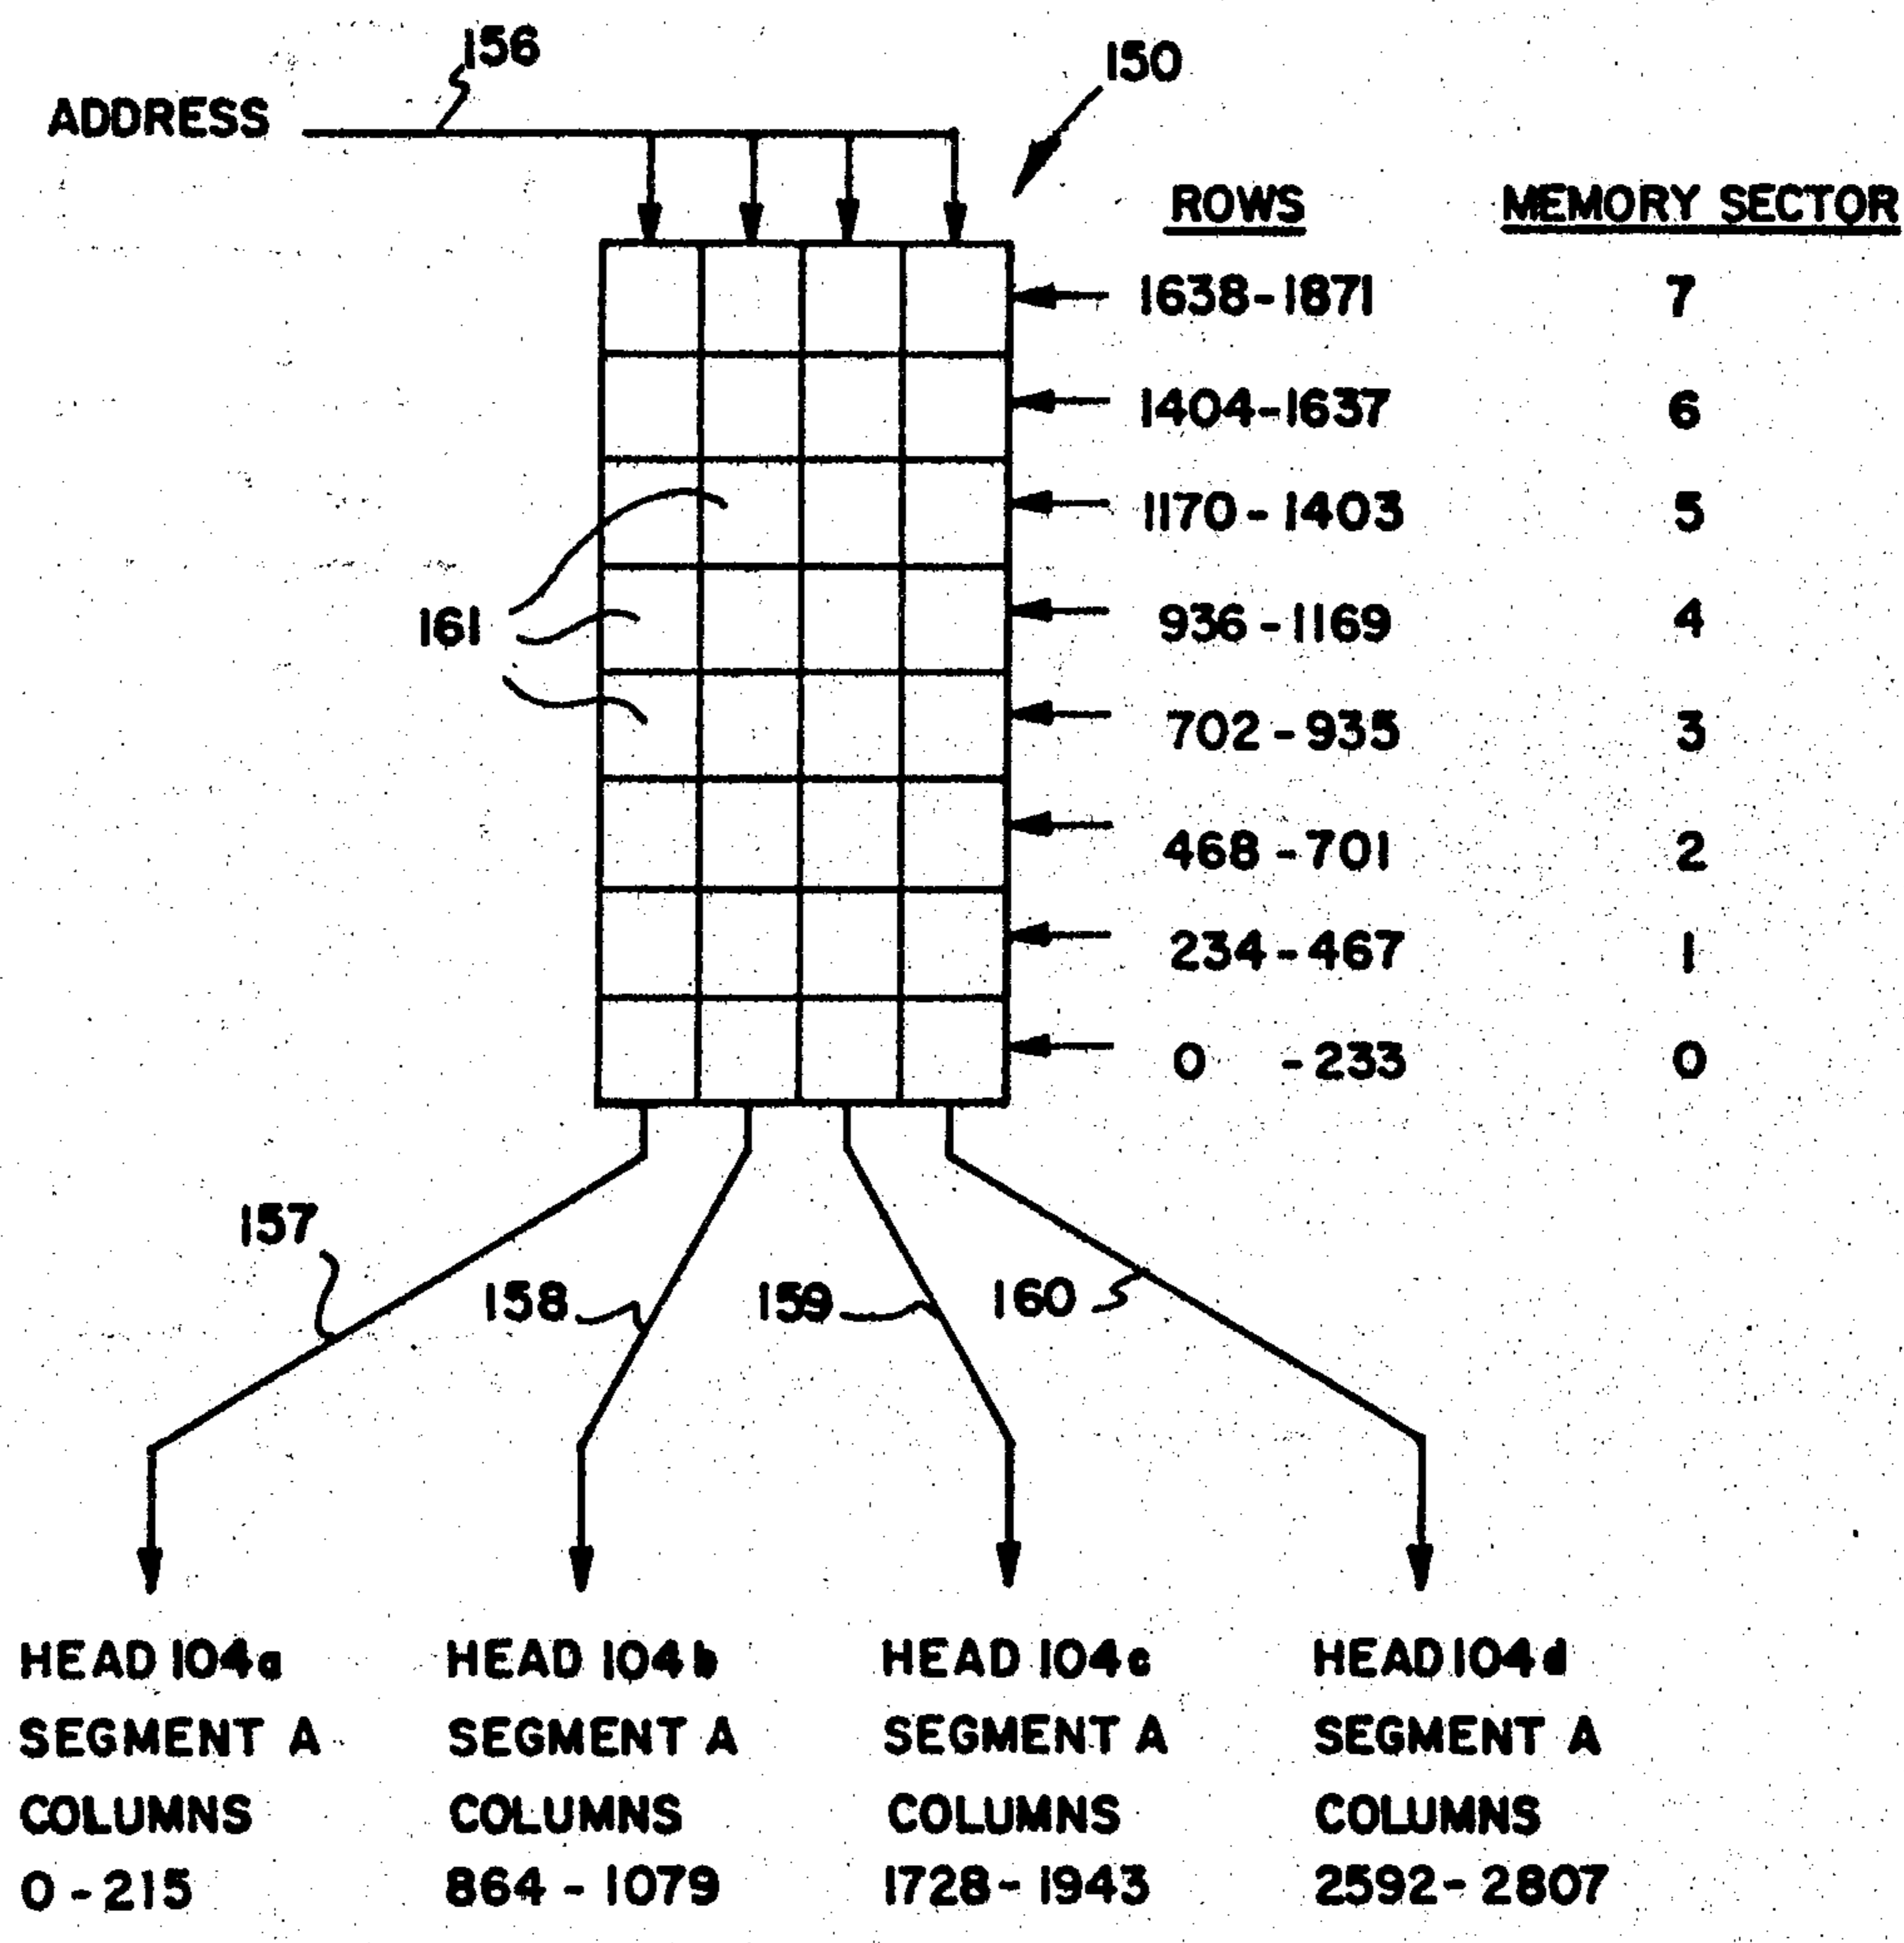 156
150
ADDRESS
ROWS MEMORY SECTOR
1638-1871 7
1404-1637 6
1170-1403 5
161
936-1169 4
702-935 3
468-701 2
234-467 1
0 -233 0
157
158 159 160
HEAD 104a HEAD 104b HEAD 104c HEAD 104d
SEGMENT A SEGMENT A SEGMENT A SEGMENT A
COLUMNS COLUMNS COLUMNS COLUMNS
0-215 864-1079 1728-1943 2592-2807